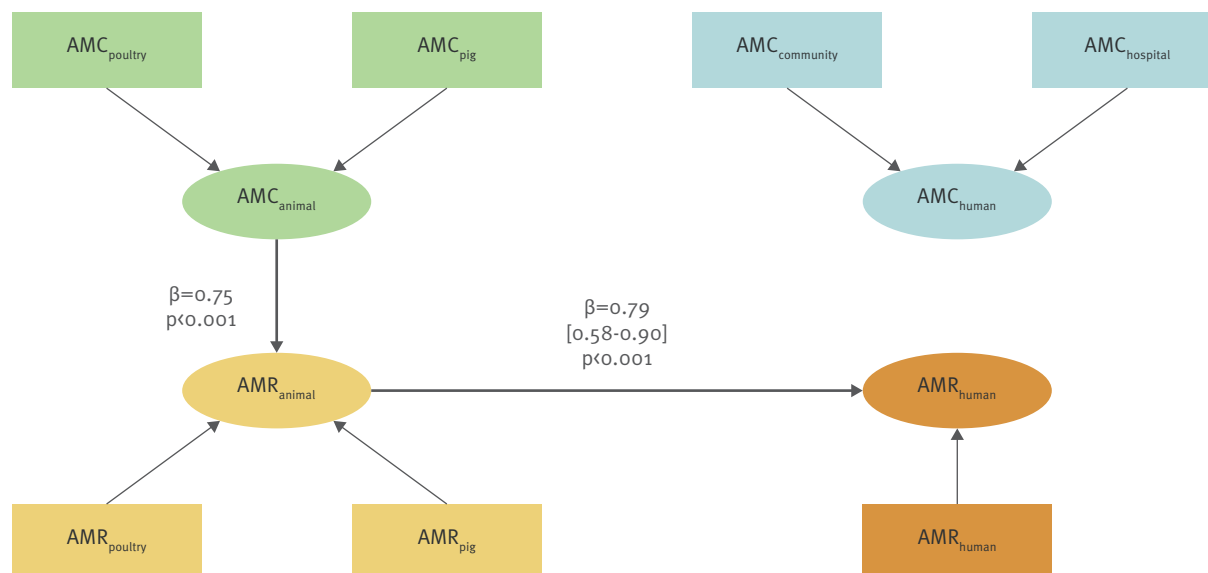 AMCpoultry
AMCpig
AMCcommunity
AMChospital
AMCanimal
AMChuman
β=0.75
p<0.001
β=0.79
[0.58-0.90]
p<0.001
AMRanimal
AMRhuman
AMRpoultry
AMRpig
AMRhuman